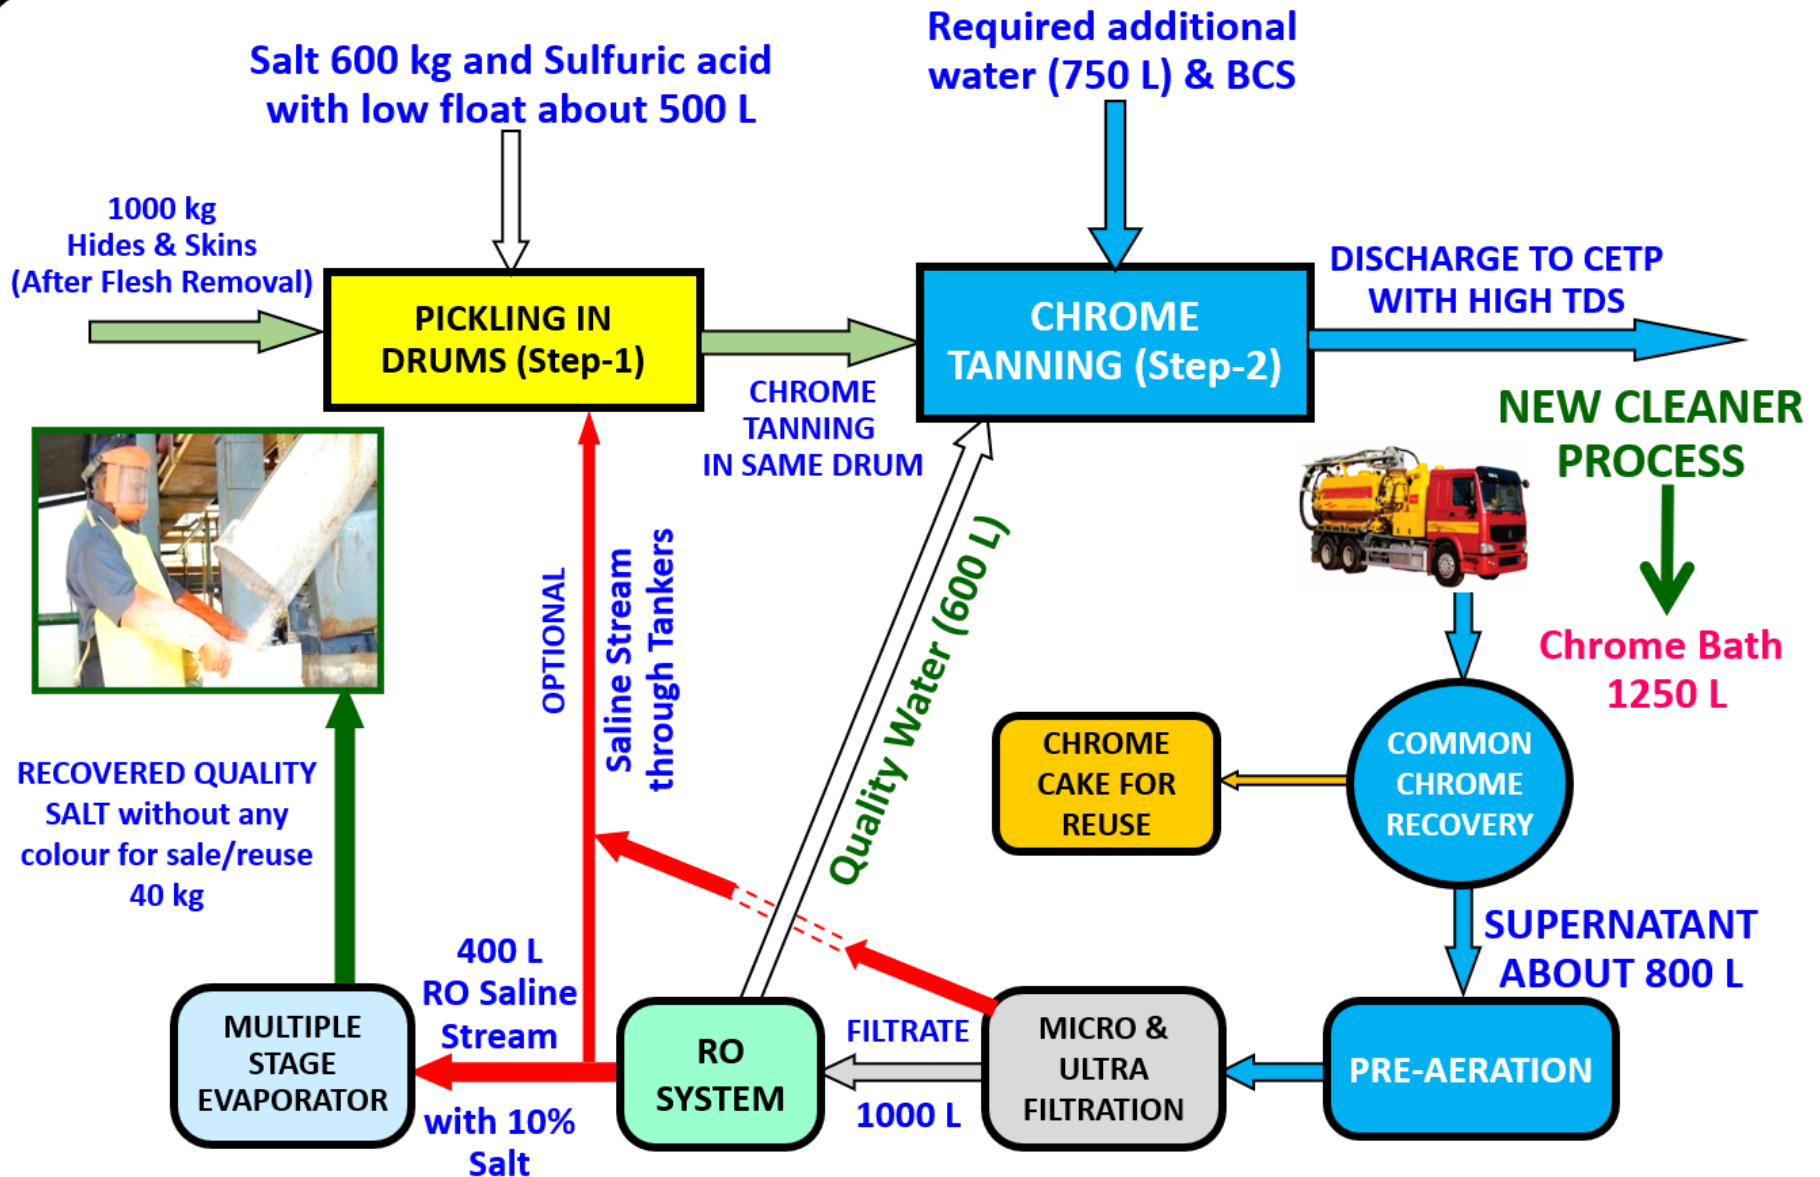 Salt 600 kg and Sulfuric acid
with low float about 500 L
Required additional
water (750 L) & BCS
1000 kg
Hides & Skins
(After Flesh Removal)
PICKLING IN
DRUMS (Step-1)
CHROME
TANNING
IN SAME DRUM
CHROME
TANNING (Step-2)
DISCHARGE TO CETP
WITH HIGH TDS
NEW CLEANER
PROCESS
Chrome Bath
1250 L
COMMON
CHROME
RECOVERY
CHROME
CAKE FOR
REUSE
SUPERNATANT
ABOUT 800 L
PRE-AERATION
MICRO &
ULTRA
FILTRATION
FILTRATE
1000 L
RO
SYSTEM
Quality Water (600 L)
OPTIONAL
Saline Stream
through Tankers
400 L
RO Saline
Stream
with 10%
Salt
MULTIPLE
STAGE
EVAPORATOR
RECOVERED QUALITY
SALT without any
colour for sale/reuse
40 kg